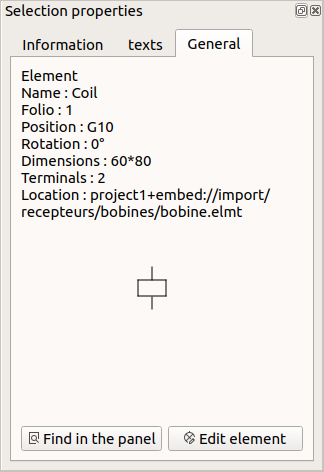 Selection properties
Information texts General
Element
Name : Coil
Folio : 1
Position : G10
Rotation : 0°
Dimensions : 60*80
Terminals : 2
Location : project1+embed://import/
recepteurs/bobines/bobine.elmt
Find in the panel Edit element